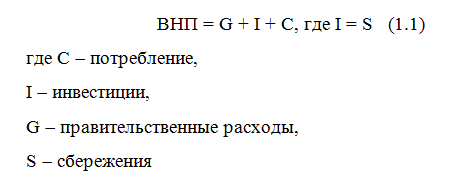 ВНП = G + I + C, где I = S (1.1)
где С – потребление,
I – инвестиции,
G – правительственные расходы,
S – сбережения